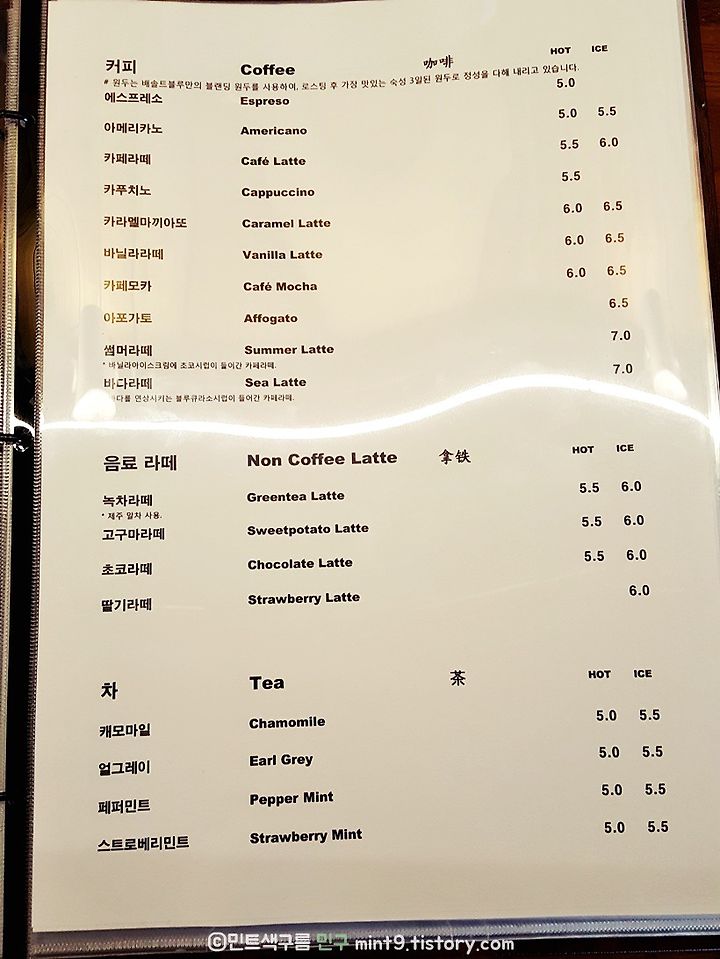 커피 Coffee 咖啡 HOT ICE
# 원두는 배솔트블루만의 블랜딩 원두를 사용하여, 로스팅 후 가장 맛있는 숙성 3일된 원두로 정성을 다해 내리고 있습니다.
에스프레소 Espreso 5.0
아메리카노 Americano 5.0 5.5
카페라떼 Café Latte 5.5 6.0
카푸치노 Cappuccino 5.5
카라멜마끼아또 Caramel Latte 6.0 6.5
바닐라라떼 Vanilla Latte 6.0 6.5
카페모카 Café Mocha 6.0 6.5
아포가토 Affogato 6.5
썸머라떼 Summer Latte 7.0
* 바닐라아이스크림에 초코시럽이 들어간 카페라떼.
바다라떼 Sea Latte 7.0
바다를 연상시키는 블루큐라소시럽이 들어간 카페라떼.
음료 라떼 Non Coffee Latte 拿铁 HOT ICE
녹차라떼 Greentea Latte 5.5 6.0
* 제주 말차 사용.
고구마라떼 Sweetpotato Latte 5.5 6.0
초코라떼 Chocolate Latte 5.5 6.0
딸기라떼 Strawberry Latte 6.0
차 Tea 茶 HOT ICE
캐모마일 Chamomile 5.0 5.5
얼그레이 Earl Grey 5.0 5.5
페퍼민트 Pepper Mint 5.0 5.5
스트로베리민트 Strawberry Mint 5.0 5.5
ⓒ민트색구름 민구 mint9.tistory.com